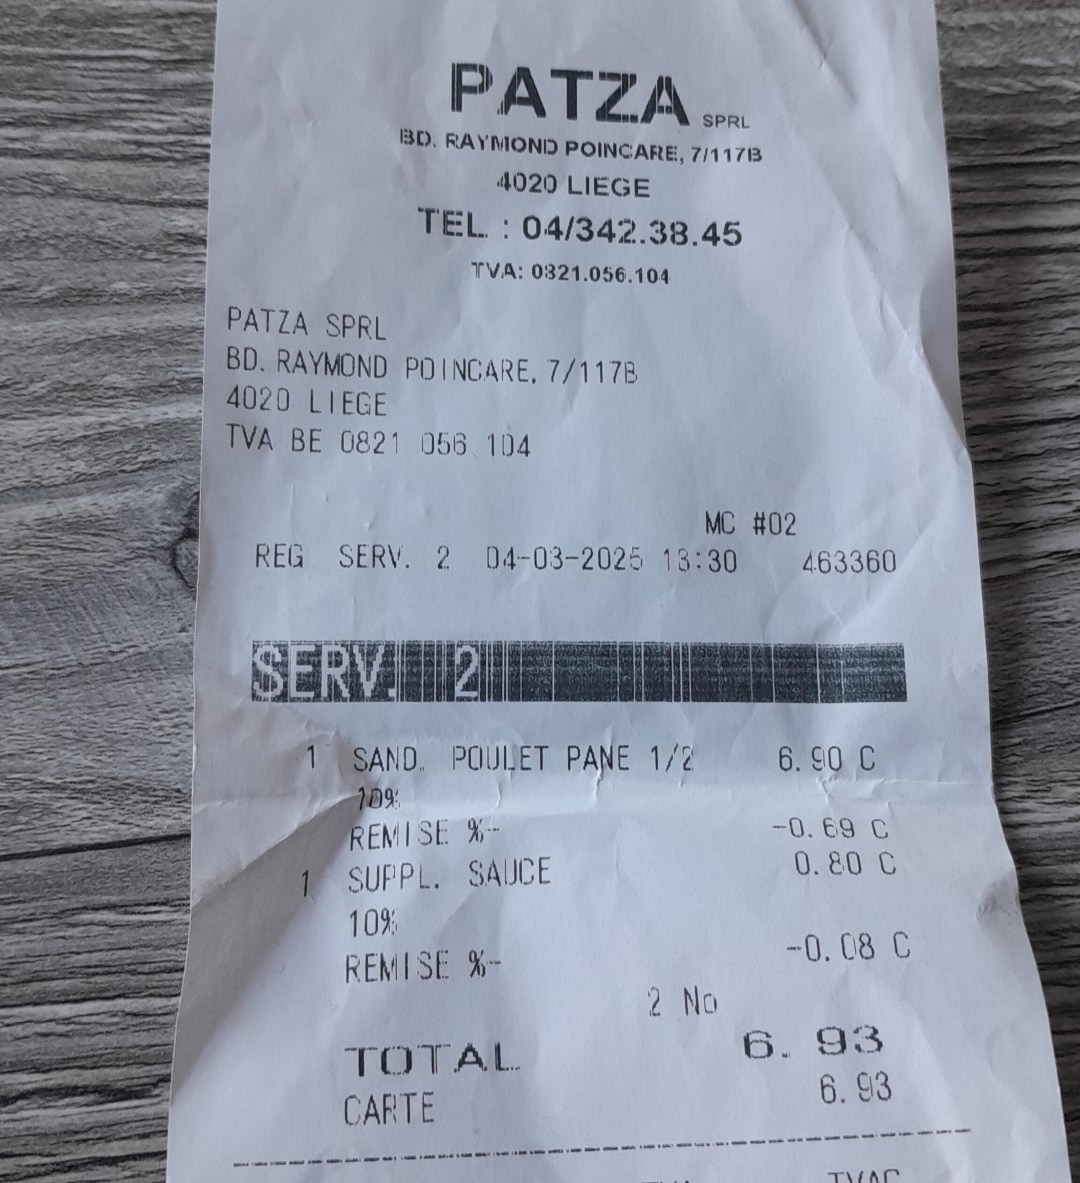 PATZA SPRL
BD. RAYMOND POINCARE, 7/117B
4020 LIEGE
TEL. : 04/342.38.45
TVA: 0821.056.104
PATZA SPRL
BD. RAYMOND POINCARE, 7/117B
4020 LIEGE
TVA BE 0821 056 104
MC #02
REG SERV. 2 04-03-2025 13:30 463360
SERV. 2
1 SAND. POULET PANE 1/2 6.90 C
10%
REMISE %- -0.69 C
1 SUPPL. SAUCE 0.80 C
10%
REMISE %- -0.08 C
2 No
TOTAL 6.93
CARTE 6.93
TVAC